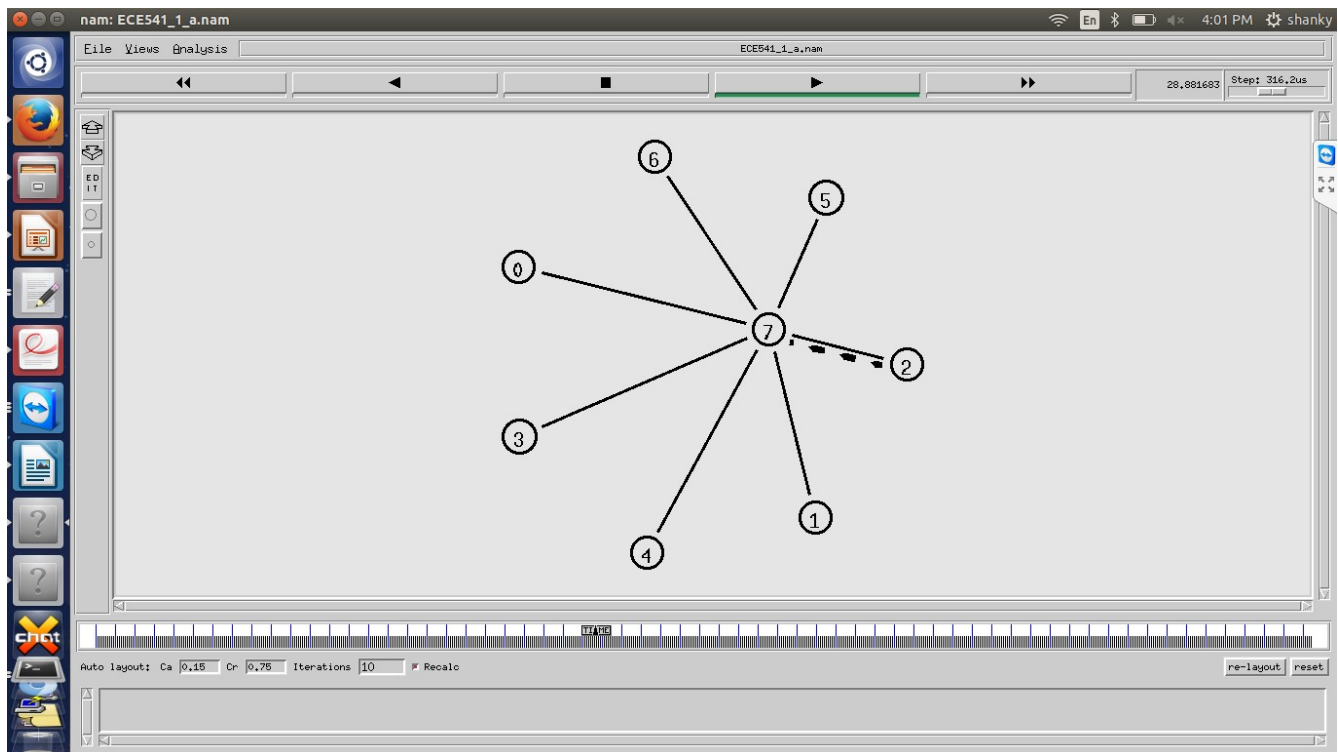 nam: ECE541_1_a.nam
En 4:01 PM shanky
File Views Analysis ECE541_1_a.nam
28.881683 Step: 316.2us
ED
IT
6
5
0
7
2
3
1
4
TIME
Auto layout: Ca 0.15 Cr 0.75 Iterations 10 Recalc re-layout reset
chat